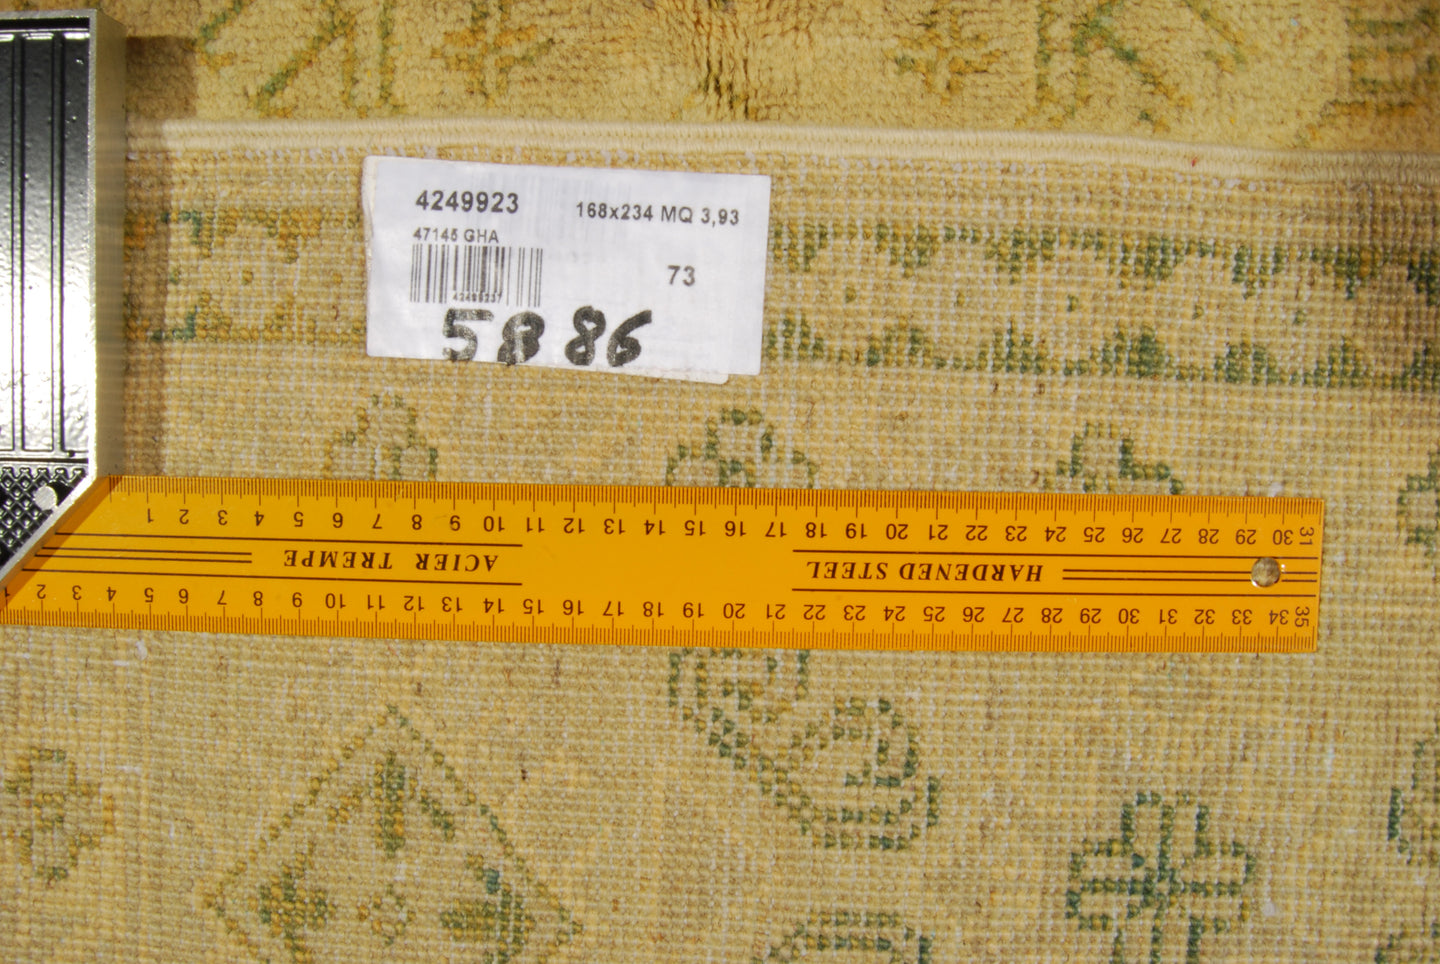 4249923
168x234 MQ 3,93
47145 GHA
73
42499237
5886
1 2 3 4 5 6 7 8 9 10 11 12 13 14 15 16 17 18 19 20 21 22 23 24 25 26 27 28 29 30 31
ACIER TREMPE
HARDENED STEEL
1 2 3 4 5 6 7 8 9 10 11 12 13 14 15 16 17 18 19 20 21 22 23 24 25 26 27 28 29 30 31 32 33 34 35